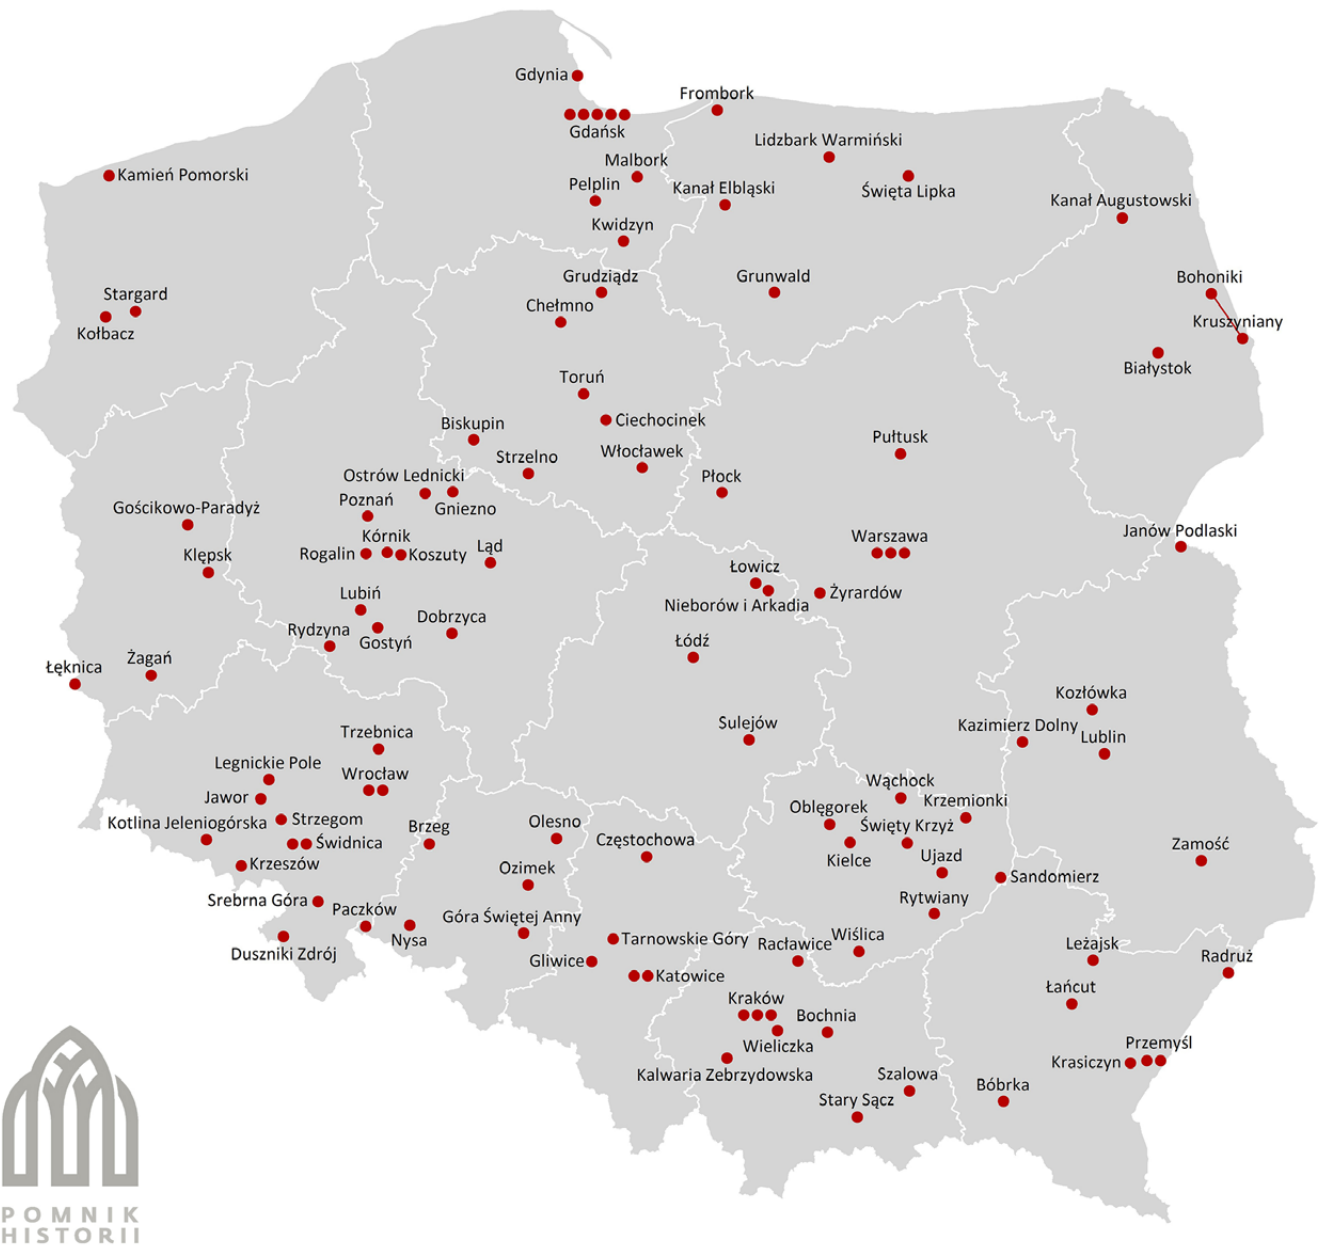 Gdynia
Frombork
Gdańsk
Lidzbark Warmiński
Malbork
Kamień Pomorski
Pelplin
Kanał Elbląski
Święta Lipka
Kanał Augustowski
Kwidzyn
Grudziądz
Grunwald
Bohoniki
Stargard
Chełmno
Kruszyniany
Kołbacz
Białystok
Toruń
Ciechocinek
Biskupin
Pułtusk
Włocławek
Strzelno
Ostrów Lednicki
Płock
Poznań
Gniezno
Gościkowo-Paradyż
Janów Podlaski
Kórnik
Warszawa
Klępsk
Rogalin
Koszuty
Ląd
Łowicz
Lubiń
Nieborów i Arkadia
Żyrardów
Dobrzyca
Rydzyna
Gostyń
Łódź
Łęknica
Żagań
Kozłówka
Sulejów
Kazimierz Dolny
Trzebnica
Lublin
Legnickie Pole
Wrocław
Wąchock
Jawor
Krzemionki
Oblęgorek
Kotlina Jeleniogórska
Strzegom
Brzeg
Olesno
Święty Krzyż
Świdnica
Częstochowa
Zamość
Kielce
Ujazd
Krzeszów
Ozimek
Sandomierz
Srebrna Góra
Rytwiany
Paczków
Góra Świętej Anny
Nysa
Tarnowskie Góry
Racławice
Wiślica
Leżajsk
Duszniki Zdrój
Gliwice
Radruż
Katowice
Łańcut
Kraków
Bochnia
Wieliczka
Przemyśl
Krasiczyn
Kalwaria Zebrzydowska
Szalowa
Bóbrka
Stary Sącz
POMNIK
HISTORII